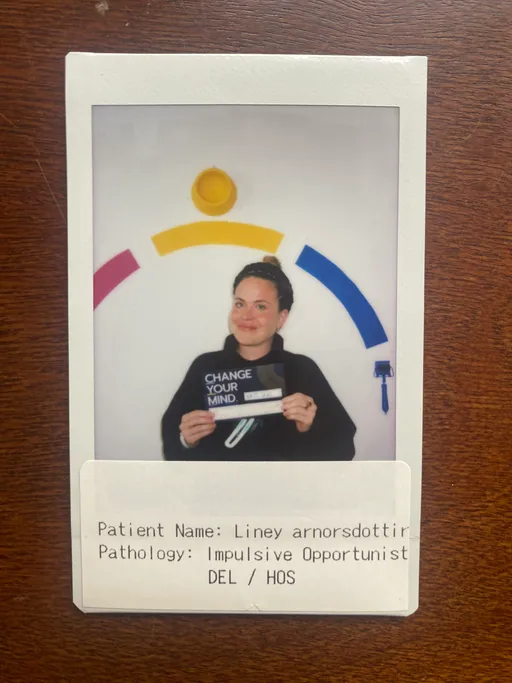 CHANGE
YOUR
MIND.
Patient Name: Liney arnorsdottir
Pathology: Impulsive Opportunist
DEL / HOS